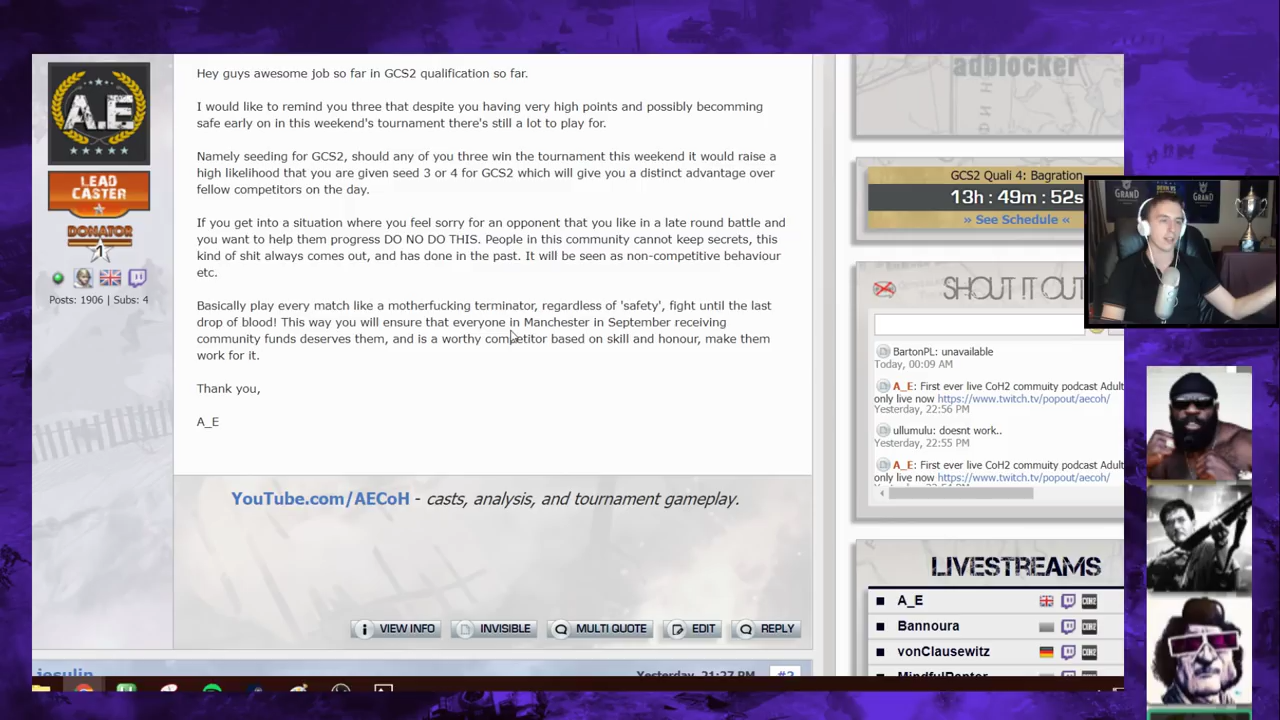 Hey guys awesome job so far in GCS2 qualification so far.
I would like to remind you three that despite you having very high points and possibly becomming
safe early on in this weekend's tournament there's still a lot to play for.
Namely seeding for GCS2, should any of you three win the tournament this weekend it would raise a
high likelihood that you are given seed 3 or 4 for GCS2 which will give you a distinct advantage over
fellow competitors on the day.
If you get into a situation where you feel sorry for an opponent that you like in a late round battle and
you want to help them progress DO NO DO THIS. People in this community cannot keep secrets, this
kind of shit always comes out, and has done in the past. It will be seen as non-competitive behaviour
etc.
Basically play every match like a motherfucking terminator, regardless of 'safety', fight until the last
drop of blood! This way you will ensure that everyone in Manchester in September receiving
community funds deserves them, and is a worthy competitor based on skill and honour, make them
work for it.
Thank you,
A_E
YouTube.com/AECoH - casts, analysis, and tournament gameplay.
VIEW INFO
INVISIBLE
MULTI QUOTE
EDIT
REPLY
A.E
LEAD
CASTER
DONATOR
1
Posts: 1906 | Subs: 4
jesulin
Yesterday, 21:27 PM
#2
adblocker
GCS2 Quali 4: Bagration
13h : 49m : 52s
» See Schedule «
SHOUT IT OUT
BartonPL: unavailable
Today, 00:09 AM
A_E: First ever live CoH2 commuity podcast Adult
only live now https://www.twitch.tv/popout/aecoh/
Yesterday, 22:56 PM
ullumulu: doesnt work..
Yesterday, 22:55 PM
A_E: First ever live CoH2 commuity podcast Adult
only live now https://www.twitch.tv/popout/aecoh/
LIVESTREAMS
A_E
Bannoura
vonClausewitz
GRAND
GRAND